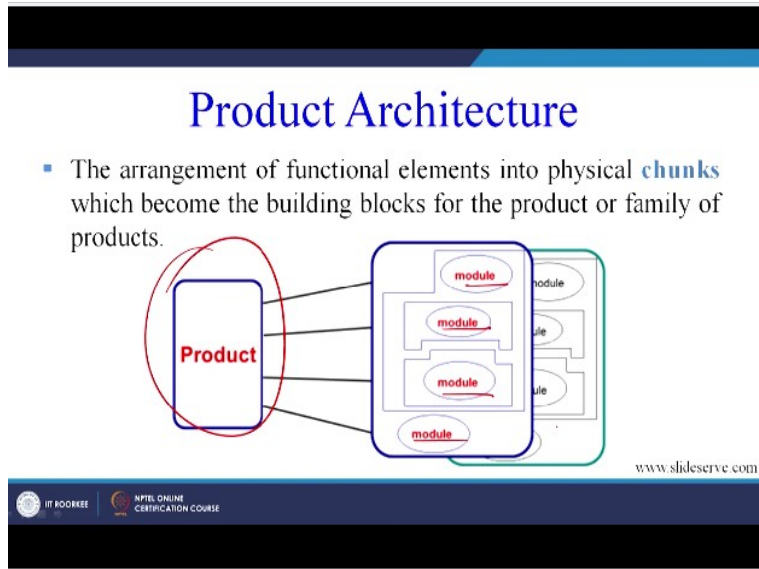 Product Architecture
▪ The arrangement of functional elements into physical chunks
which become the building blocks for the product or family of
products.
module
module
module
module
Product
module
module
www.slideserve.com
IIT ROORKEE
NPTEL ONLINE
CERTIFICATION COURSE